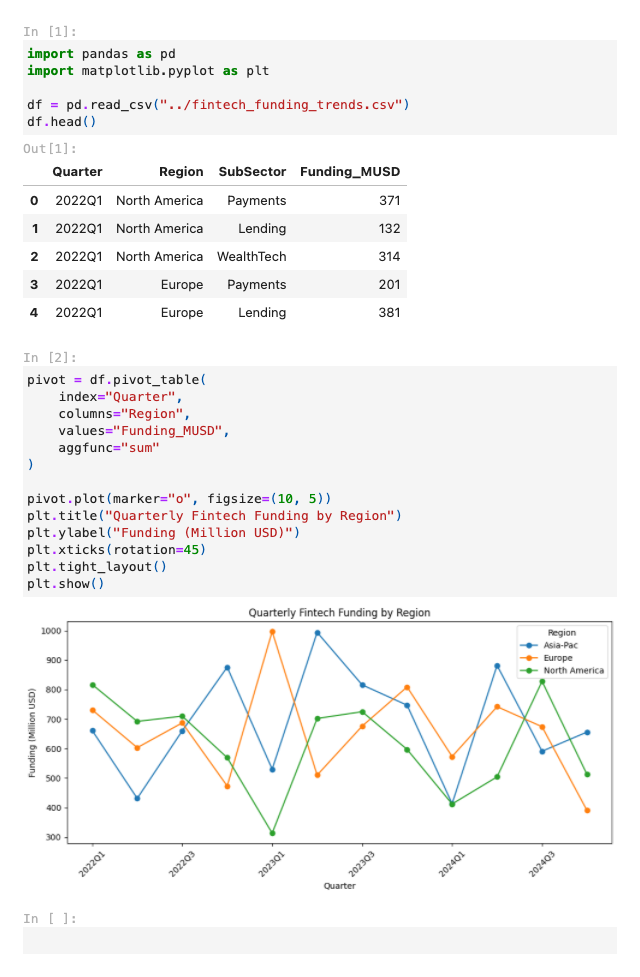 In [1]:
import pandas as pd
import matplotlib.pyplot as plt
df = pd.read_csv("../fintech_funding_trends.csv")
df.head()
Out[1]:
Quarter Region SubSector Funding_MUSD
0 2022Q1 North America Payments 371
1 2022Q1 North America Lending 132
2 2022Q1 North America WealthTech 314
3 2022Q1 Europe Payments 201
4 2022Q1 Europe Lending 381
In [2]:
pivot = df.pivot_table(
    index="Quarter",
    columns="Region",
    values="Funding_MUSD",
    aggfunc="sum"
)
pivot.plot(marker="o", figsize=(10, 5))
plt.title("Quarterly Fintech Funding by Region")
plt.ylabel("Funding (Million USD)")
plt.xticks(rotation=45)
plt.tight_layout()
plt.show()
Quarterly Fintech Funding by Region
Region
Asia-Pac
Europe
North America
Funding (Million USD)
1000
900
800
700
600
500
400
300
2022Q1 2022Q3 2023Q1 2023Q3 2024Q1 2024Q3
Quarter
In [ ]: